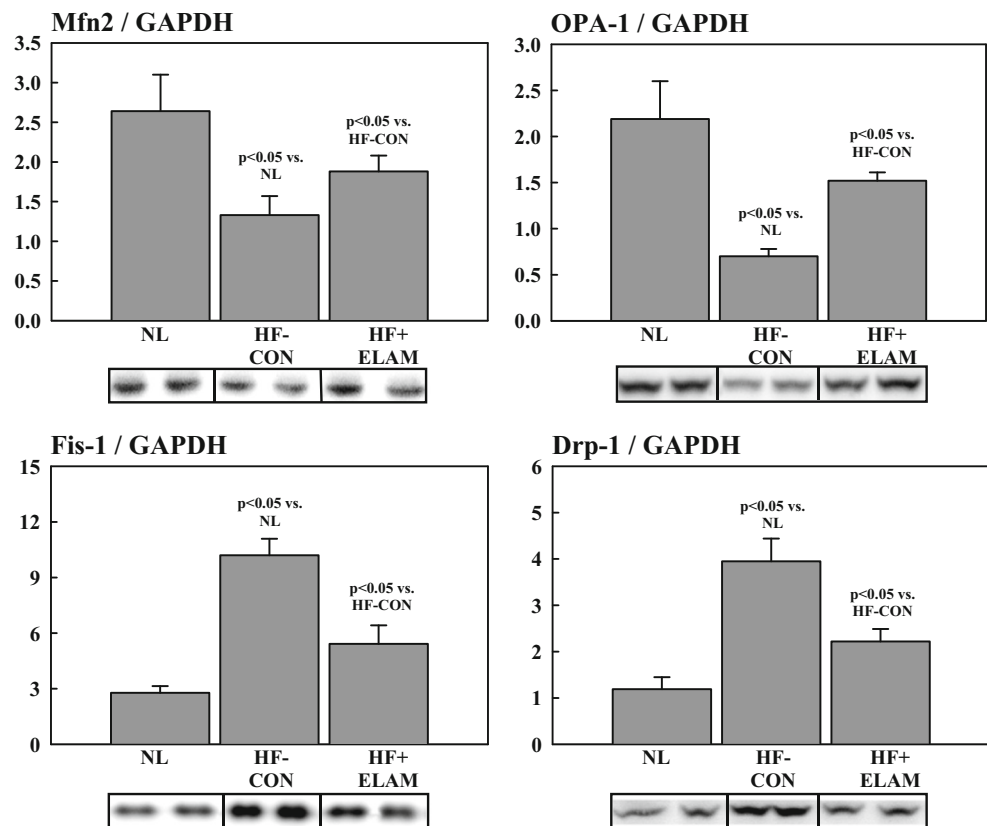 Mfn2 / GAPDH
3.5
3.0
2.5
2.0
1.5
1.0
0.5
0.0
p<0.05 vs.
NL
p<0.05 vs.
HF-CON
NL
HF-
CON
HF+
ELAM
OPA-1 / GAPDH
3.0
2.5
2.0
1.5
1.0
0.5
0.0
p<0.05 vs.
NL
p<0.05 vs.
HF-CON
NL
HF-
CON
HF+
ELAM
Fis-1 / GAPDH
15
12
9
6
3
0
p<0.05 vs.
NL
p<0.05 vs.
HF-CON
NL
HF-
CON
HF+
ELAM
Drp-1 / GAPDH
6
5
4
3
2
1
0
p<0.05 vs.
NL
p<0.05 vs.
HF-CON
NL
HF-
CON
HF+
ELAM